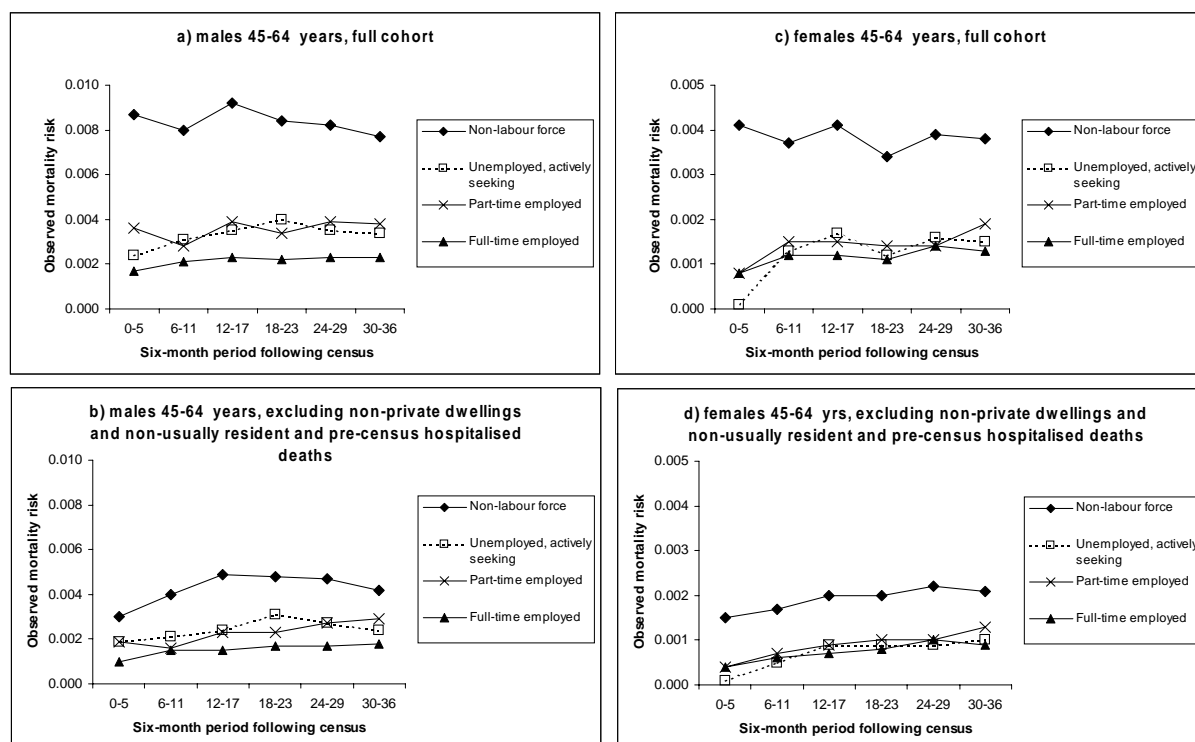 a) males 45-64 years, full cohort
Observed mortality risk
0.010
0.008
0.006
0.004
0.002
0.000
0-5 6-11 12-17 18-23 24-29 30-36
Six-month period following census
Non-labour force
Unemployed, actively
seeking
Part-time employed
Full-time employed
c) females 45-64 years, full cohort
Observed mortality risk
0.005
0.004
0.003
0.002
0.001
0.000
0-5 6-11 12-17 18-23 24-29 30-36
Six-month period following census
Non-labour force
Unemployed, actively
seeking
Part-time employed
Full-time employed
b) males 45-64 years, excluding non-private dwellings
and non-usually resident and pre-census hospitalised
deaths
Observed mortality risk
0.010
0.008
0.006
0.004
0.002
0.000
0-5 6-11 12-17 18-23 24-29 30-36
Six-month period following census
Non-labour force
Unemployed, actively
seeking
Part-time employed
Full-time employed
d) females 45-64 yrs, excluding non-private dwellings and
non-usually resident and pre-census hospitalised deaths
Observed mortality risk
0.005
0.004
0.003
0.002
0.001
0.000
0-5 6-11 12-17 18-23 24-29 30-36
Six-month period following census
Non-labour force
Unemployed, actively
seeking
Part-time employed
Full-time employed